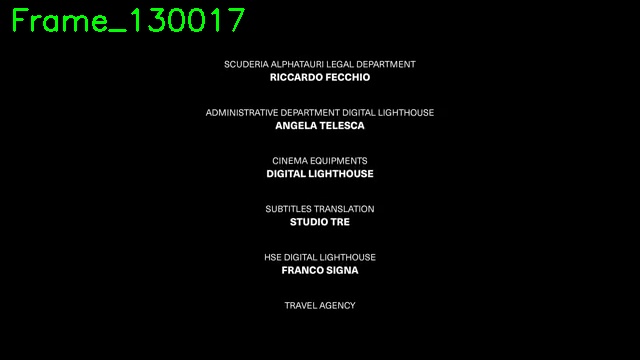 Frame_130017
SCUDERIA ALPHATAURI LEGAL DEPARTMENT
RICCARDO FECCHIO
ADMINISTRATIVE DEPARTMENT DIGITAL LIGHTHOUSE
ANGELA TELESCA
CINEMA EQUIPMENTS
DIGITAL LIGHTHOUSE
SUBTITLES TRANSLATION
STUDIO TRE
HSE DIGITAL LIGHTHOUSE
FRANCO SIGNA
TRAVEL AGENCY